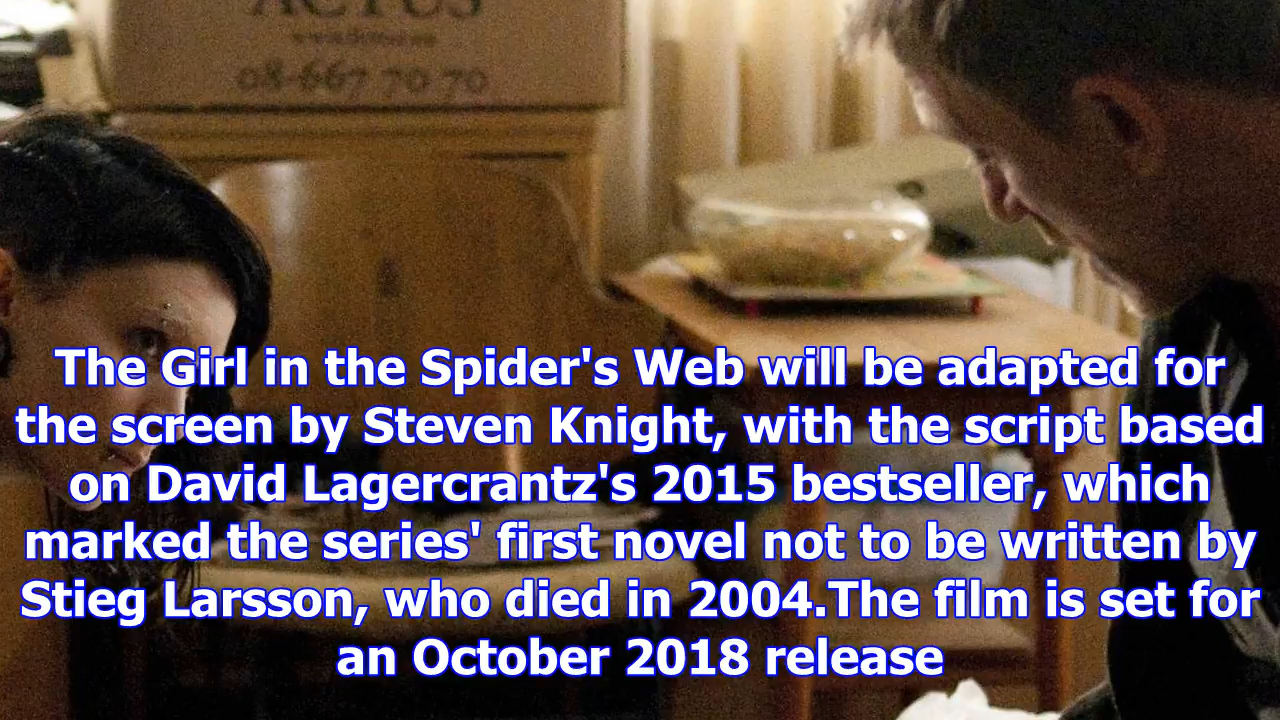 ACTUS
08-667 70 70
The Girl in the Spider's Web will be adapted for
the screen by Steven Knight, with the script based
on David Lagercrantz's 2015 bestseller, which
marked the series' first novel not to be written by
Stieg Larsson, who died in 2004.The film is set for
an October 2018 release